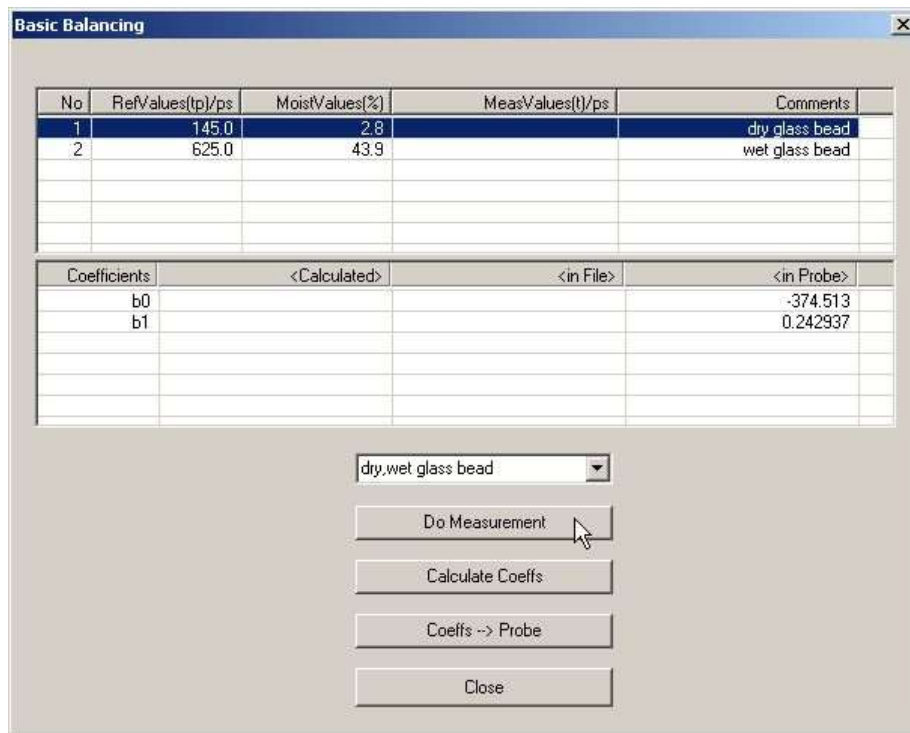 Basic Balancing
No RefValues(tp)/ps MoistValues(%) MeasValues(t)/ps Comments
1 145.0 2.8 dry glass bead
2 625.0 43.9 wet glass bead
Coefficients <Calculated> <in File> <in Probe>
b0 -374.513
b1 0.242937
dry,wet glass bead
Do Measurement
Calculate Coeffs
Coeffs --> Probe
Close